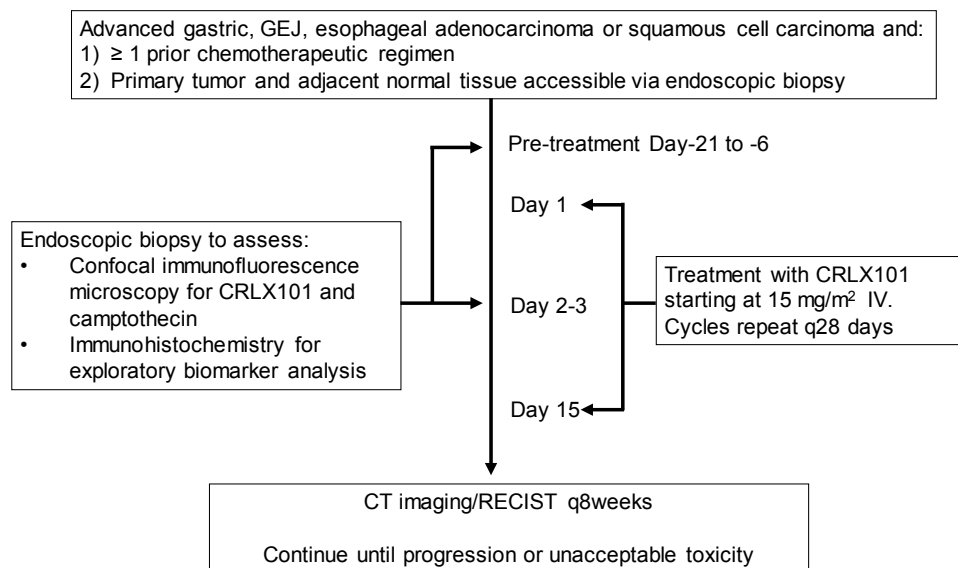 Advanced gastric, GEJ, esophageal adenocarcinoma or squamous cell carcinoma and:
1) ≥ 1 prior chemotherapeutic regimen
2) Primary tumor and adjacent normal tissue accessible via endoscopic biopsy
Pre-treatment Day-21 to -6
Day 1
Endoscopic biopsy to assess:
• Confocal immunofluorescence
microscopy for CRLX101 and
camptothecin
• Immunohistochemistry for
exploratory biomarker analysis
Day 2-3
Treatment with CRLX101
starting at 15 mg/m² IV.
Cycles repeat q28 days
Day 15
CT imaging/RECIST q8weeks
Continue until progression or unacceptable toxicity